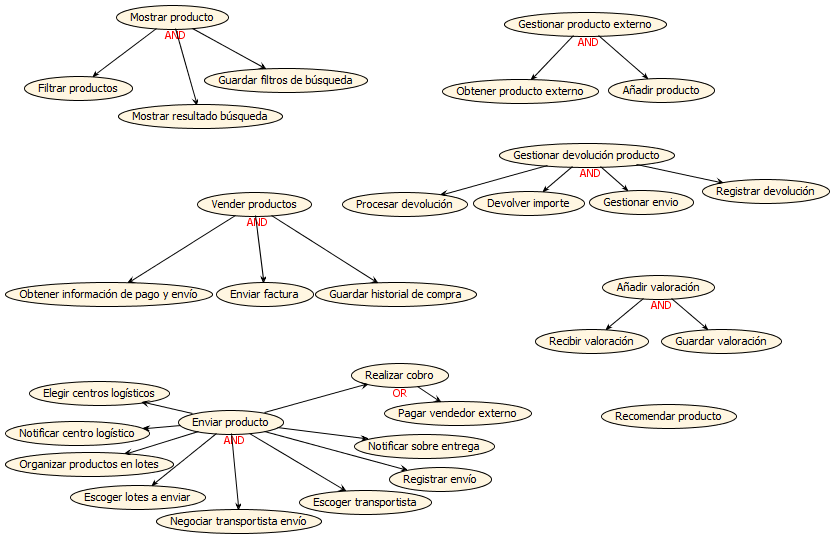 Mostrar producto
AND
Filtrar productos
Guardar filtros de búsqueda
Mostrar resultado búsqueda
Gestionar producto externo
AND
Obtener producto externo
Añadir producto
Gestionar devolución producto
AND
Procesar devolución
Devolver importe
Gestionar envio
Registrar devolución
Vender productos
AND
Obtener información de pago y envío
Enviar factura
Guardar historial de compra
Añadir valoración
AND
Recibir valoración
Guardar valoración
Realizar cobro
OR
Pagar vendedor externo
Elegir centros logísticos
Enviar producto
AND
Notificar centro logístico
Organizar productos en lotes
Escoger lotes a enviar
Negociar transportista envío
Escoger transportista
Registrar envío
Notificar sobre entrega
Recomendar producto